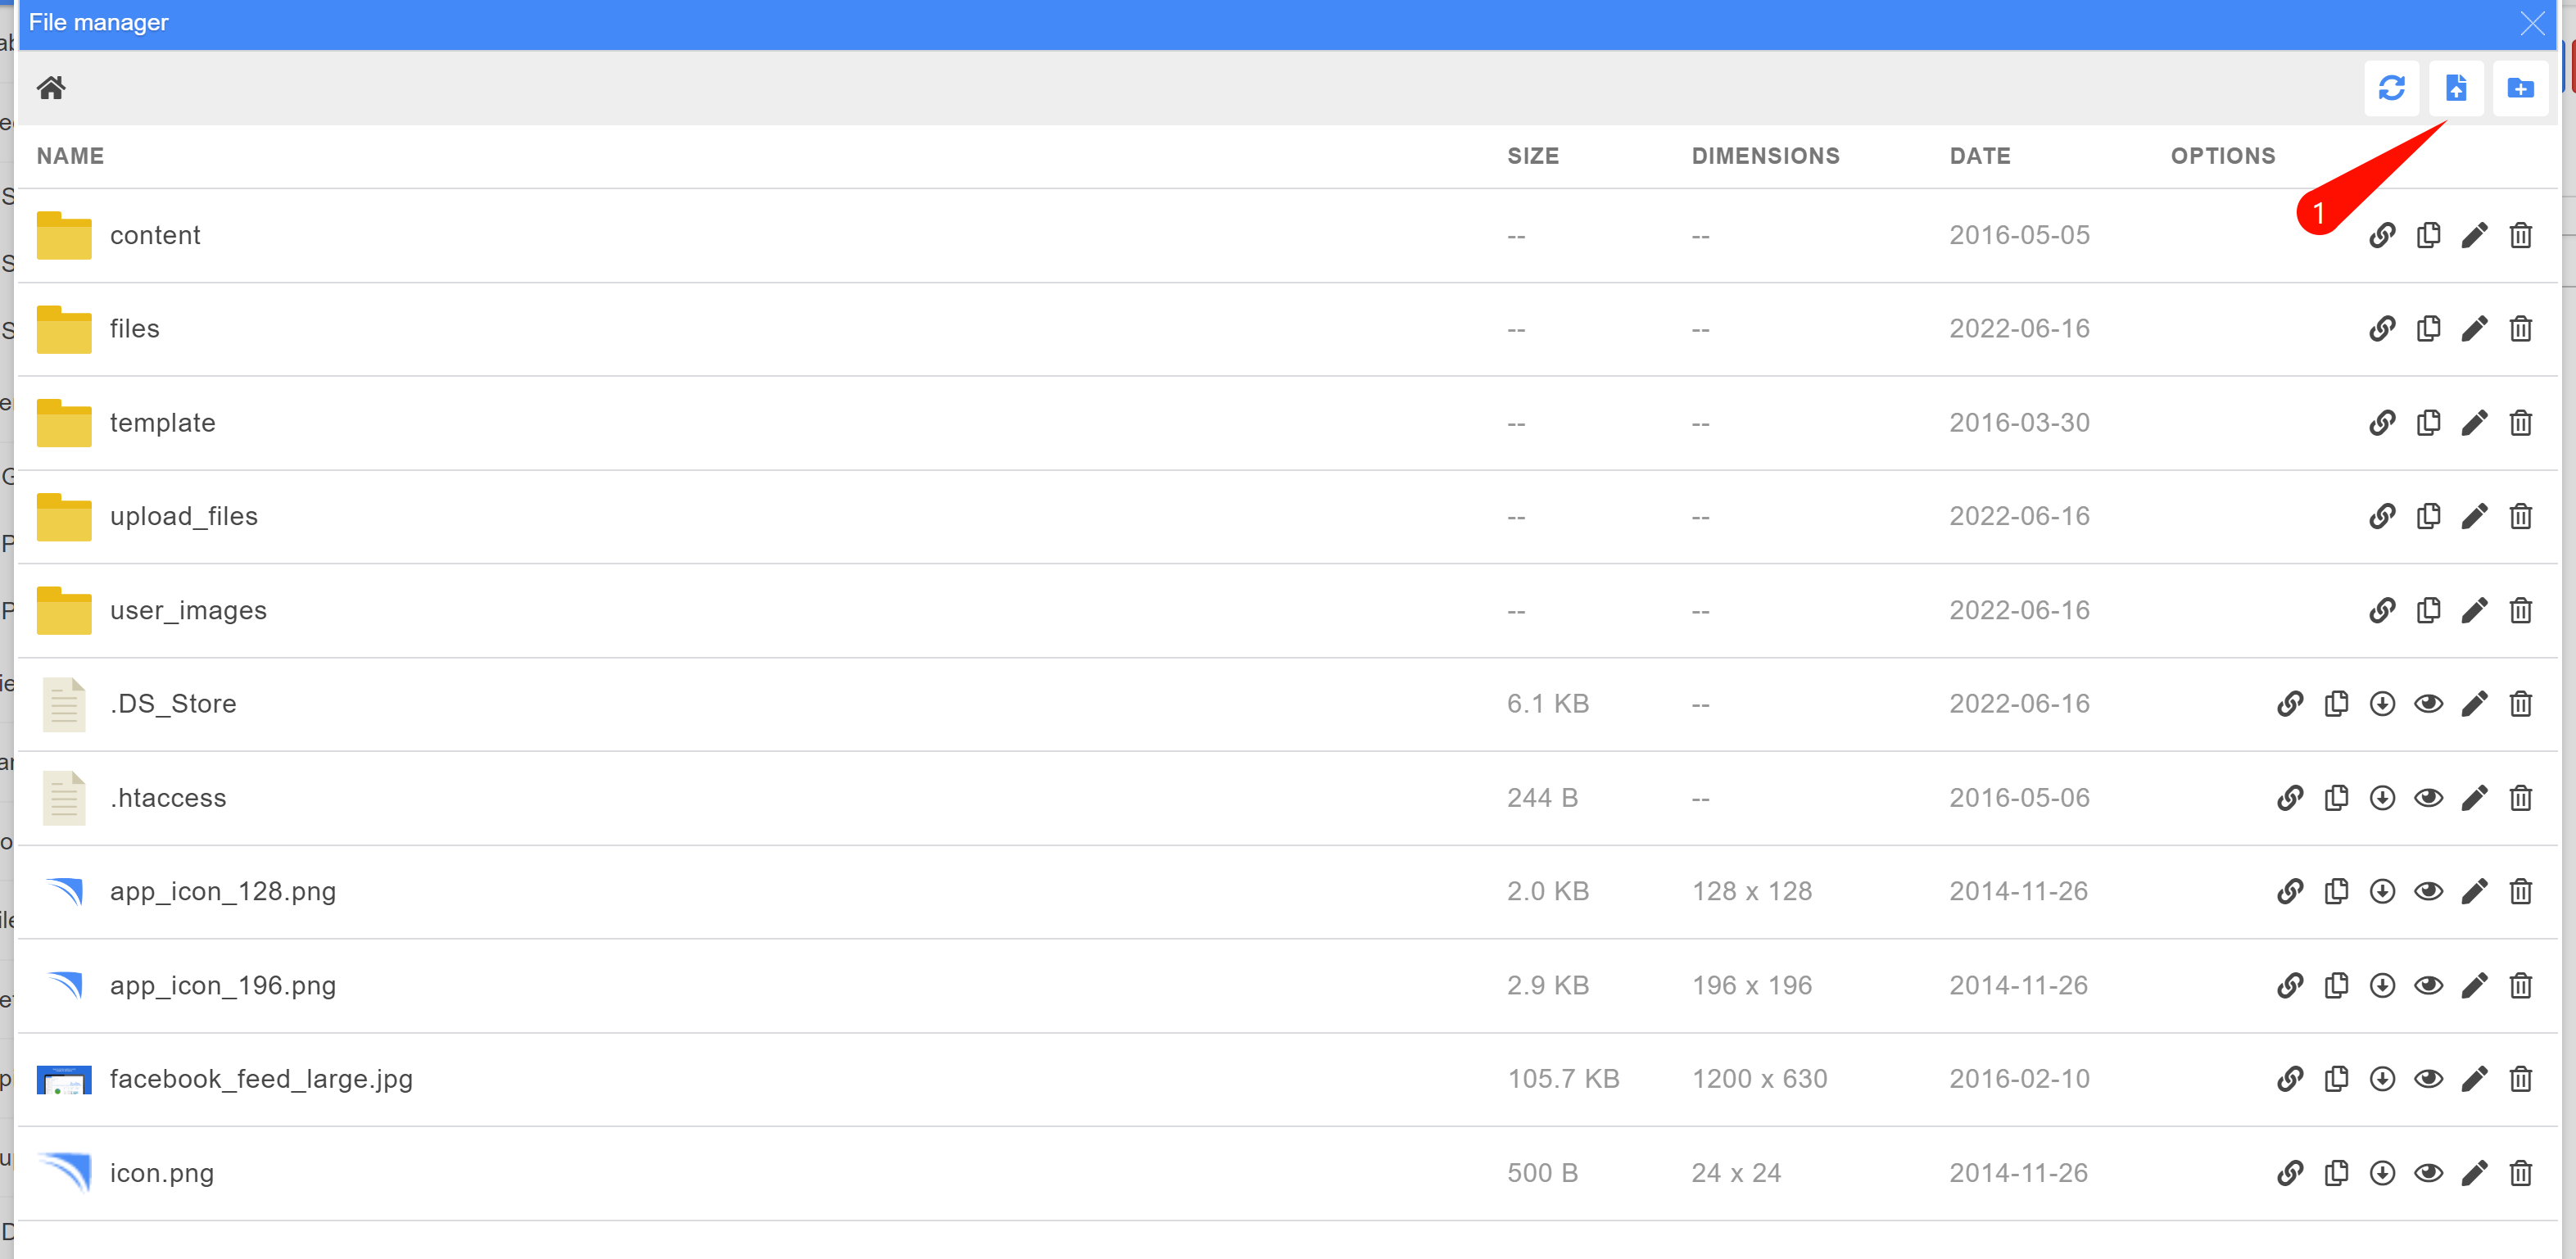 File manager
NAME SIZE DIMENSIONS DATE OPTIONS
1
content -- -- 2016-05-05
files -- -- 2022-06-16
template -- -- 2016-03-30
upload_files -- -- 2022-06-16
user_images -- -- 2022-06-16
.DS_Store 6.1 KB -- 2022-06-16
.htaccess 244 B -- 2016-05-06
app_icon_128.png 2.0 KB 128 x 128 2014-11-26
app_icon_196.png 2.9 KB 196 x 196 2014-11-26
facebook_feed_large.jpg 105.7 KB 1200 x 630 2016-02-10
icon.png 500 B 24 x 24 2014-11-26